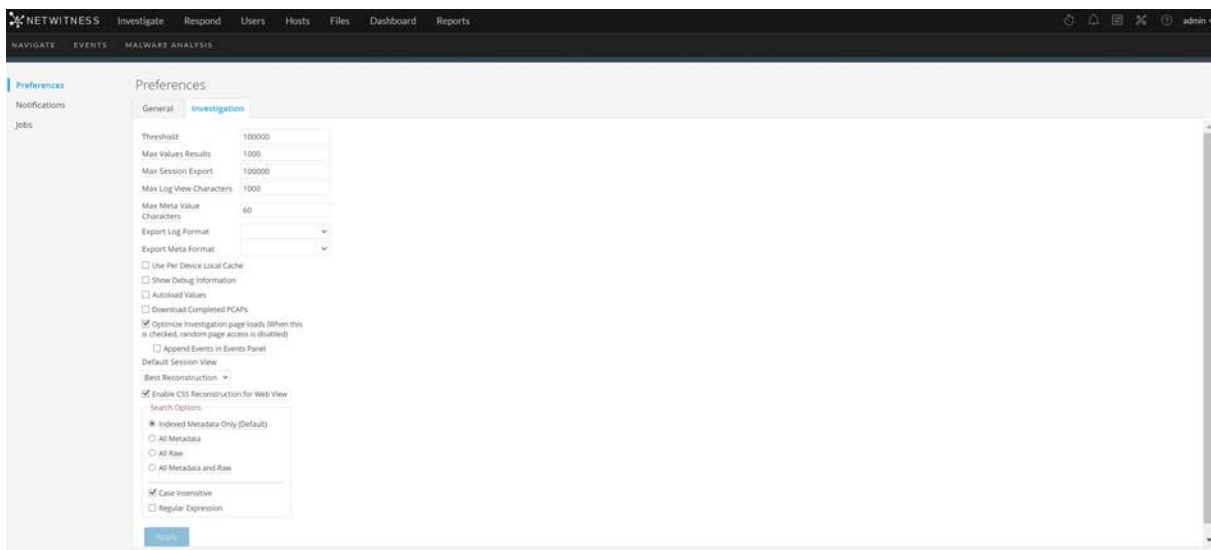 NETWITNESS Investigate Respond Users Hosts Files Dashboard Reports admin
NAVIGATE EVENTS MALWARE ANALYSIS
Preferences
Notifications
Jobs
Preferences
General Investigation
Threshold 100000
Max Values Results 1000
Max Session Export 100000
Max Log View Characters 1000
Max Meta Value
Characters 60
Export Log Format
Export Meta Format
Use Per Device Local Cache
Show Debug Information
Autoload Values
Download Completed PCAPs
Optimize Investigation page loads (When this
is checked, random page access is disabled)
Append Events in Events Panel
Default Session View
Best Reconstruction
Enable CSS Reconstruction for Web View
Search Options
Indexed Metadata Only (Default)
All Metadata
All Raw
All Metadata and Raw
Case Insensitive
Regular Expression
Apply